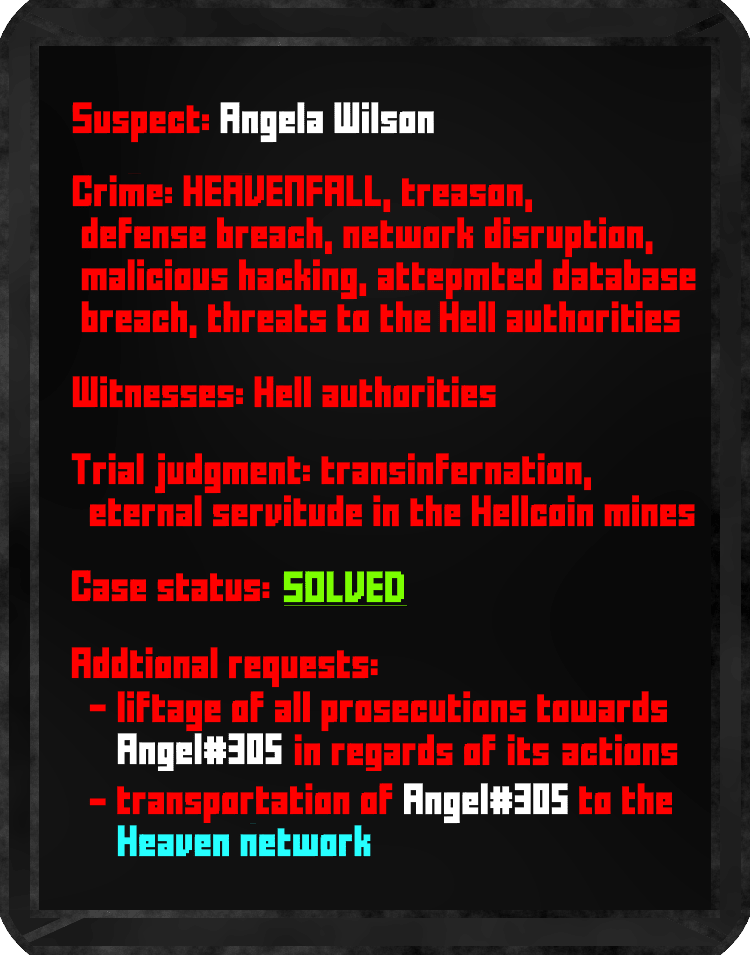 Suspect: Angela Wilson
Crime: HEAVENFALL, treason,
defense breach, network disruption,
malicious hacking, attepmted database
breach, threats to the Hell authorities
Witnesses: Hell authorities
Trial judgment: transinfernation,
eternal servitude in the Hellcoin mines
Case status: SOLVED
Addtional requests:
- liftage of all prosecutions towards
Angel#305 in regards of its actions
- transportation of Angel#305 to the
Heaven network